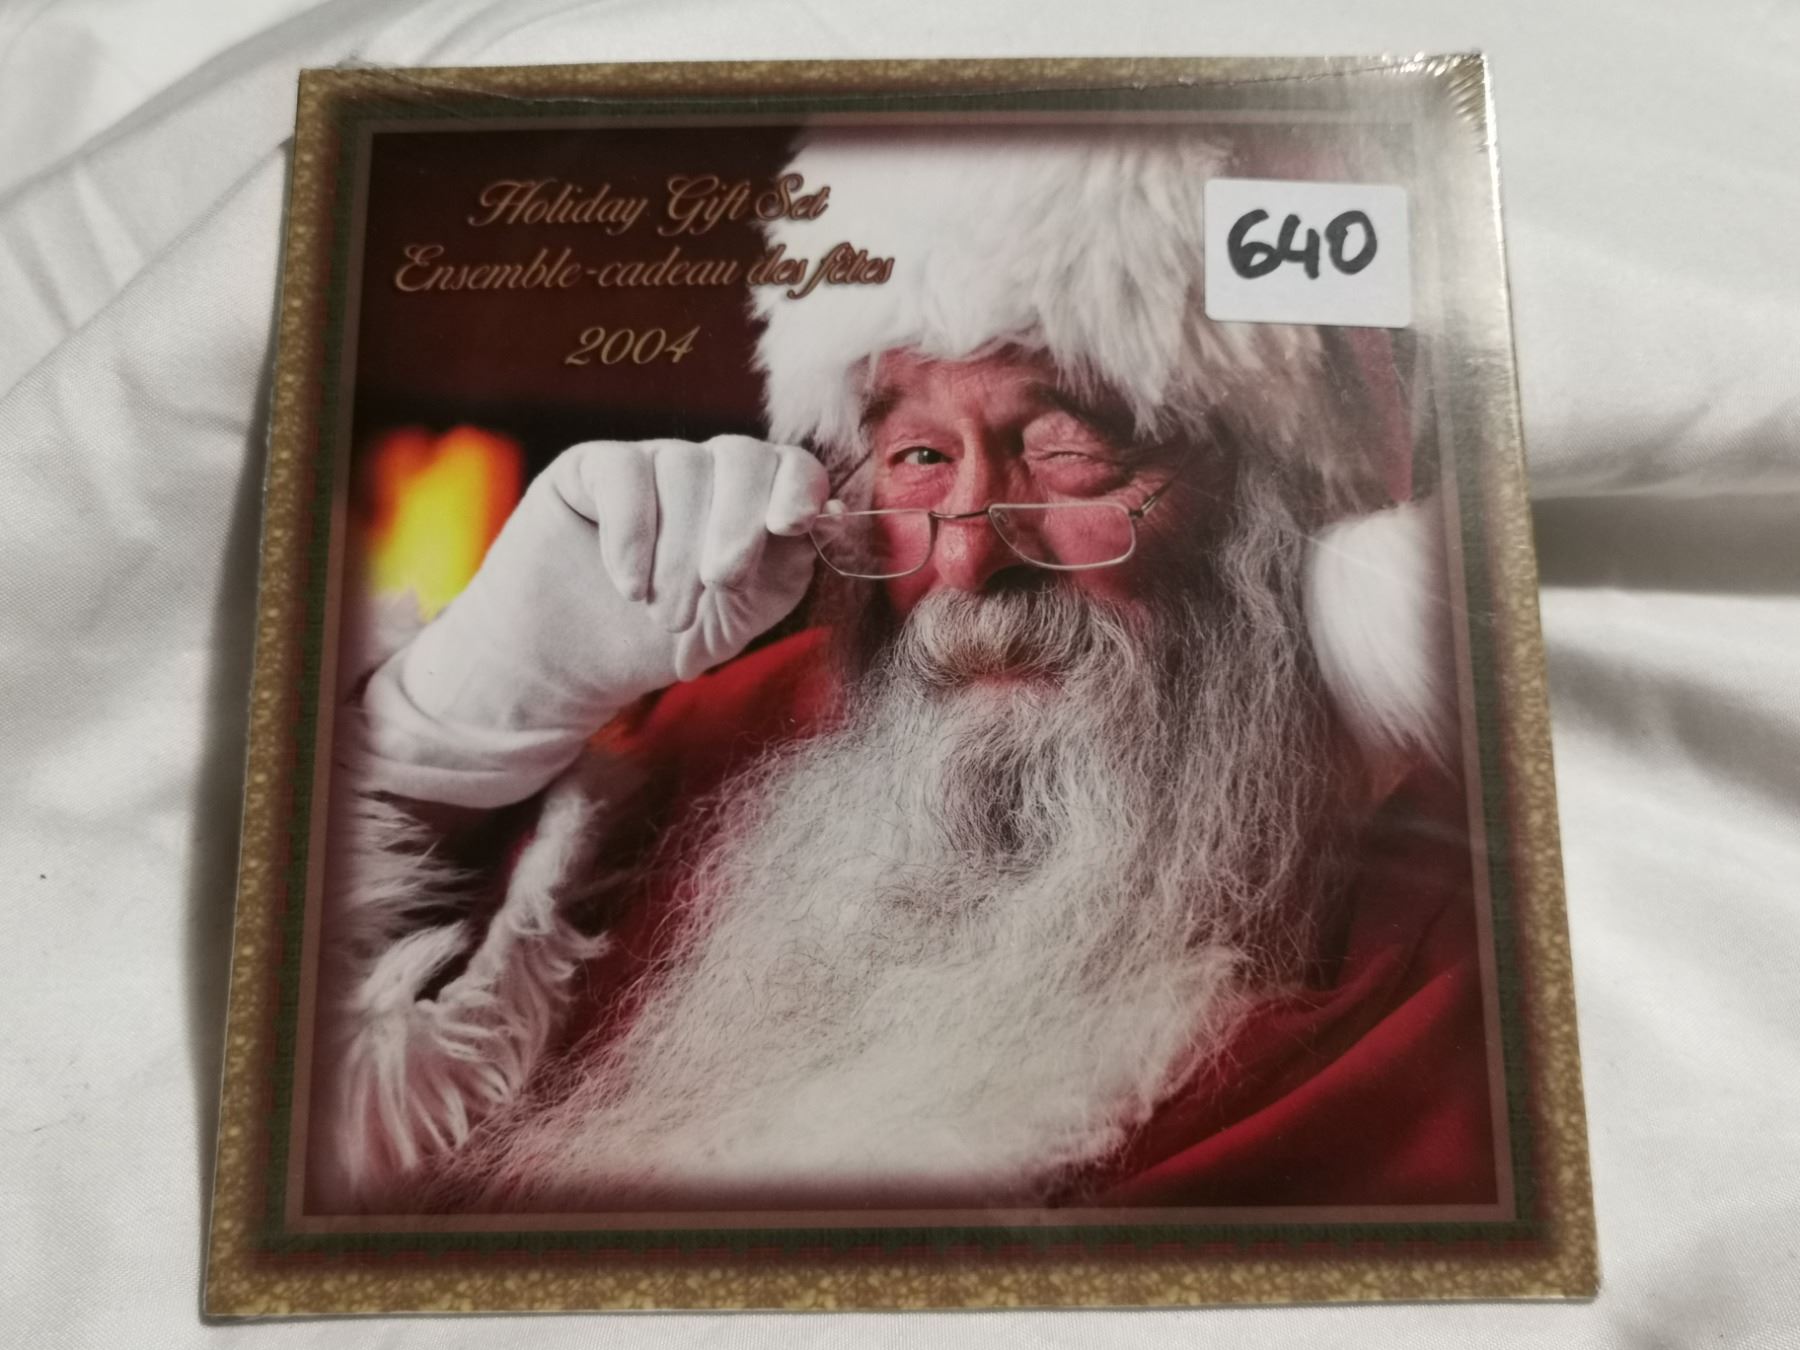 Holiday Gift Set
Ensemble-cadeau des fêtes
2004
640